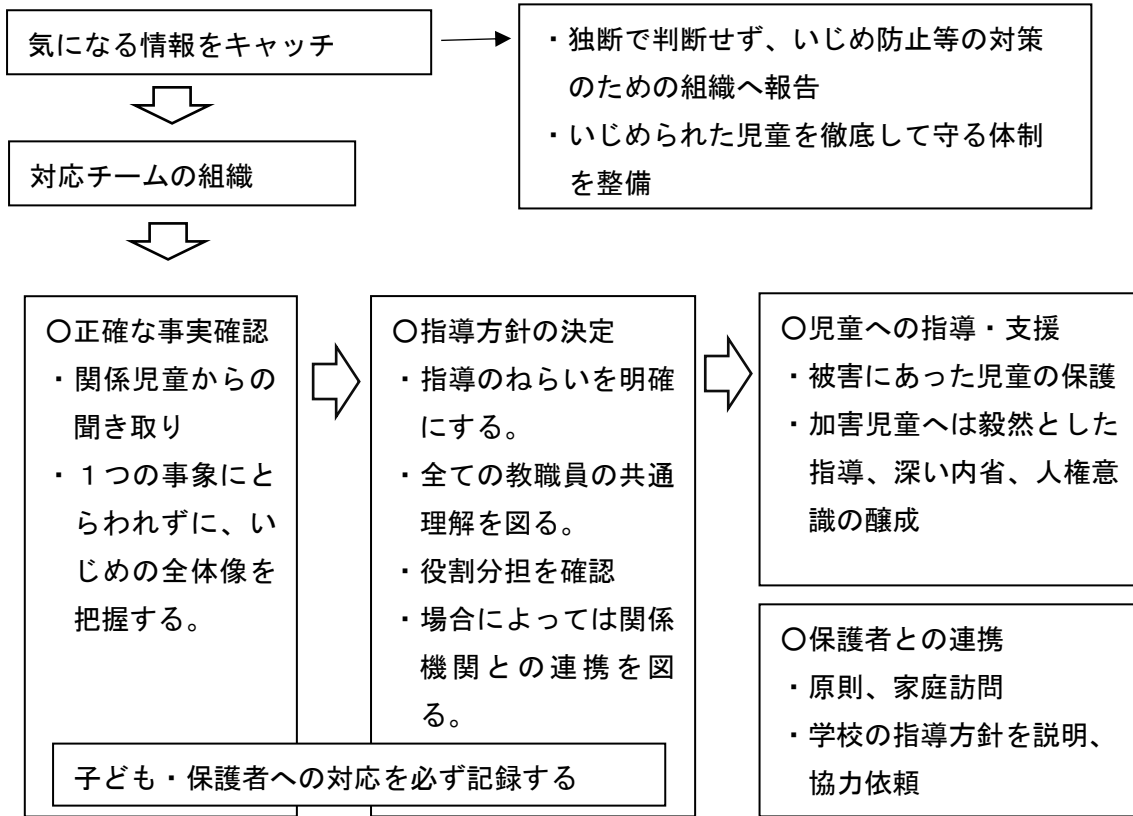 気になる情報をキャッチ
・独断で判断せず、いじめ防止等の対策
のための組織へ報告
・いじめられた児童を徹底して守る体制
を整備
対応チームの組織
〇正確な事実確認
・関係児童からの
聞き取り
・１つの事象にと
らわれずに、い
じめの全体像を
把握する。
〇指導方針の決定
・指導のねらいを明確
にする。
・全ての教職員の共通
理解を図る。
・役割分担を確認
・場合によっては関係
機関との連携を図
る。
子ども・保護者への対応を必ず記録する
〇児童への指導・支援
・被害にあった児童の保護
・加害児童へは毅然とした
指導、深い内省、人権意
識の醸成
〇保護者との連携
・原則、家庭訪問
・学校の指導方針を説明、
協力依頼